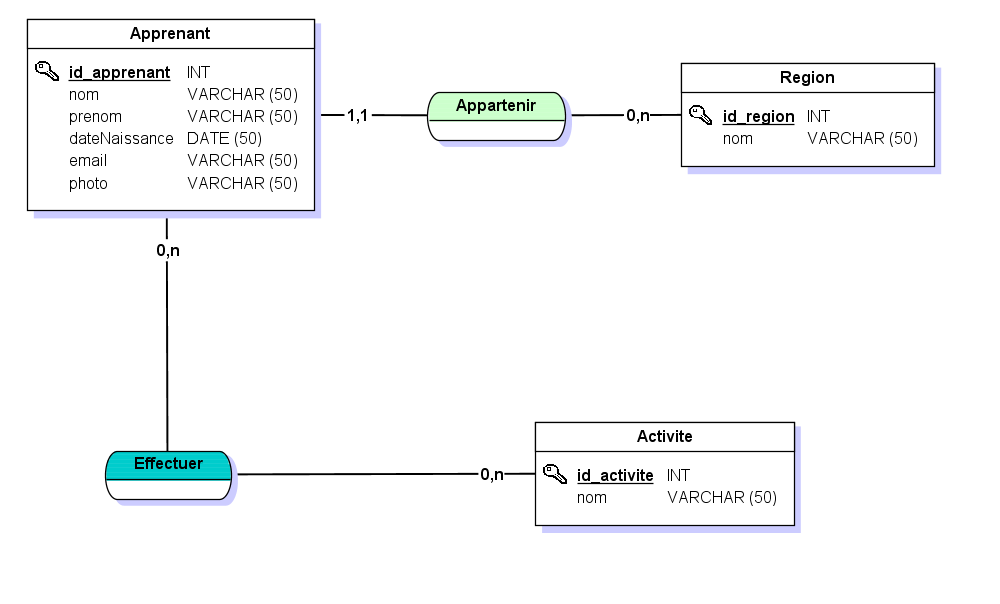 Apprenant
id_apprenant INT
nom VARCHAR (50)
prenom VARCHAR (50)
dateNaissance DATE (50)
email VARCHAR (50)
photo VARCHAR (50)
1,1
Appartenir
0,n
Region
id_region INT
nom VARCHAR (50)
0,n
Effectuer
0,n
Activite
id_activite INT
nom VARCHAR (50)